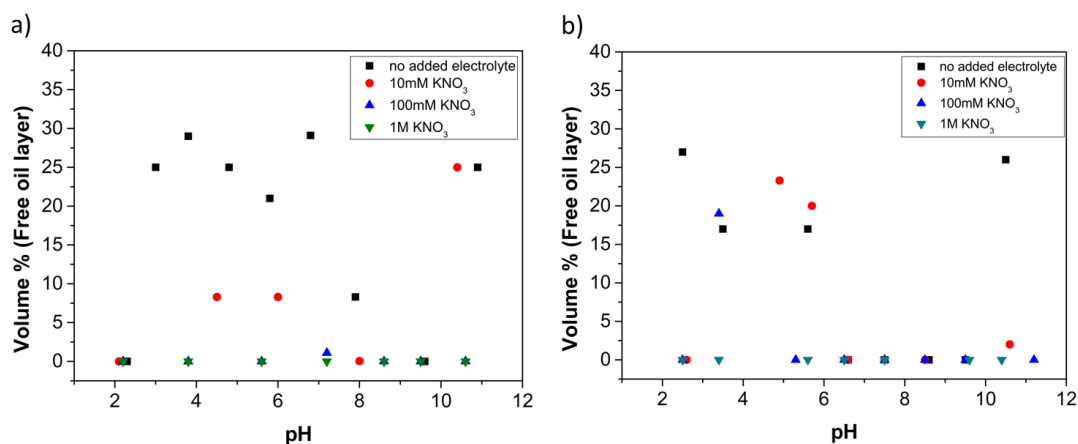 a)
Volume % (Free oil layer)
40
35
30
25
20
15
10
5
0
no added electrolyte
10mM KNO₃
100mM KNO₃
1M KNO₃
2
4
6
8
10
12
pH
b)
Volume % (Free oil layer)
40
35
30
25
20
15
10
5
0
no added electrolyte
10mM KNO₃
100mM KNO₃
1M KNO₃
2
4
6
8
10
12
pH